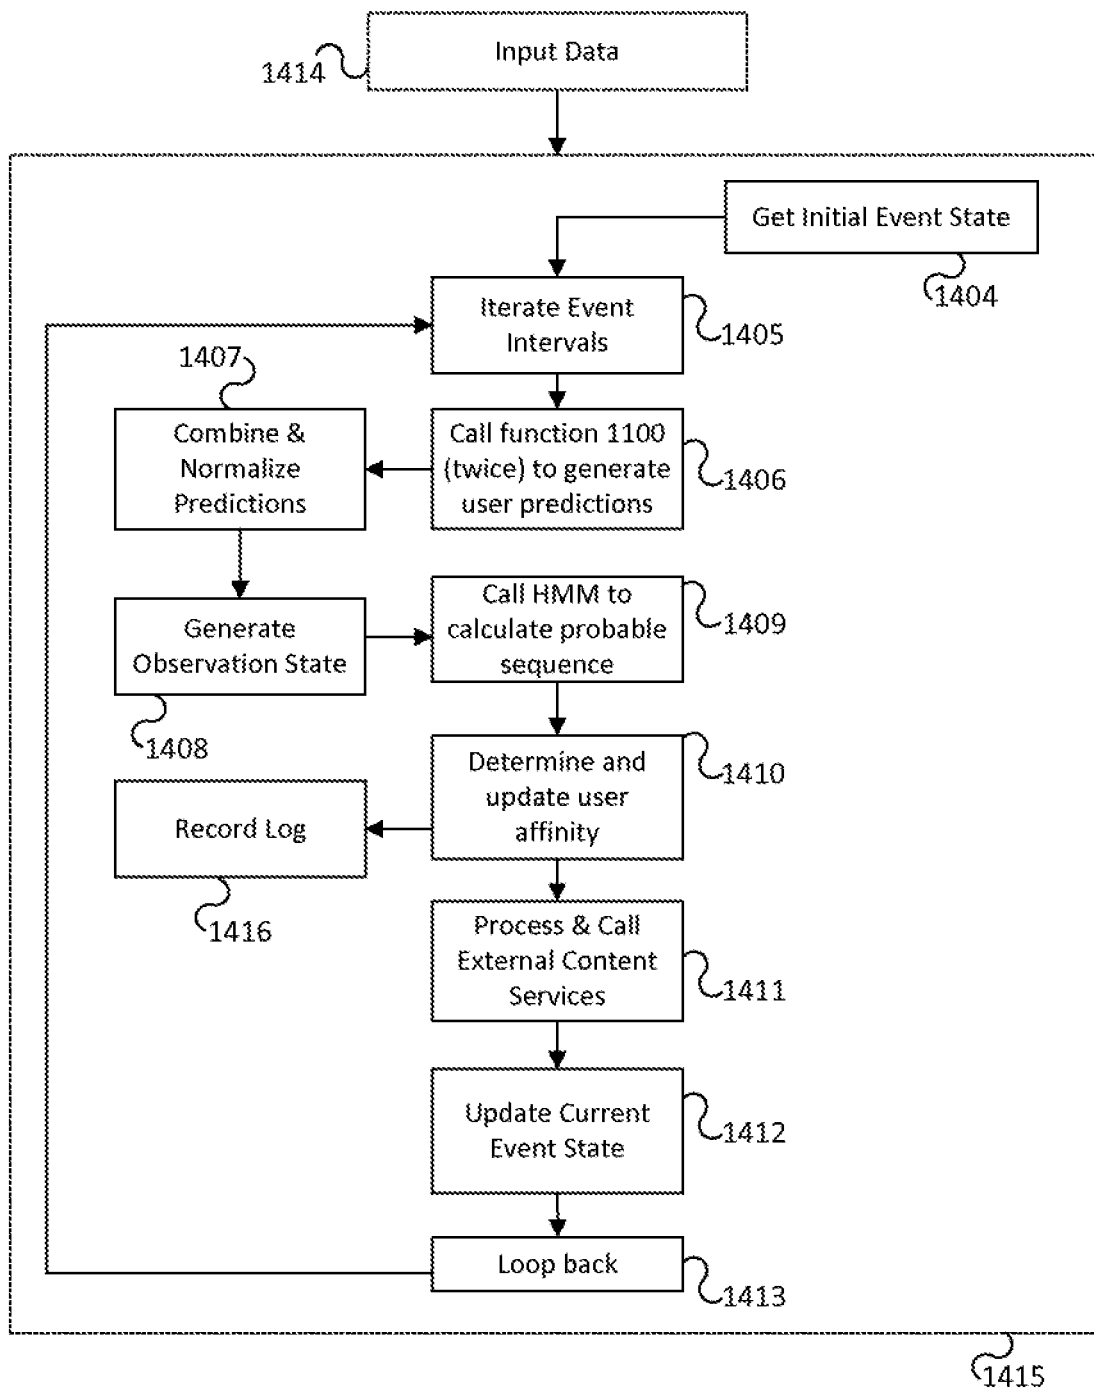 Input Data
1414
Get Initial Event State
1404
Iterate Event
Intervals
1405
1407
Combine &
Normalize
Predictions
Call function 1100
(twice) to generate
user predictions
1406
Generate
Observation State
1408
Call HMM to
calculate probable
sequence
1409
Determine and
update user
affinity
1410
Record Log
1416
Process & Call
External Content
Services
1411
Update Current
Event State
1412
Loop back
1413
1415